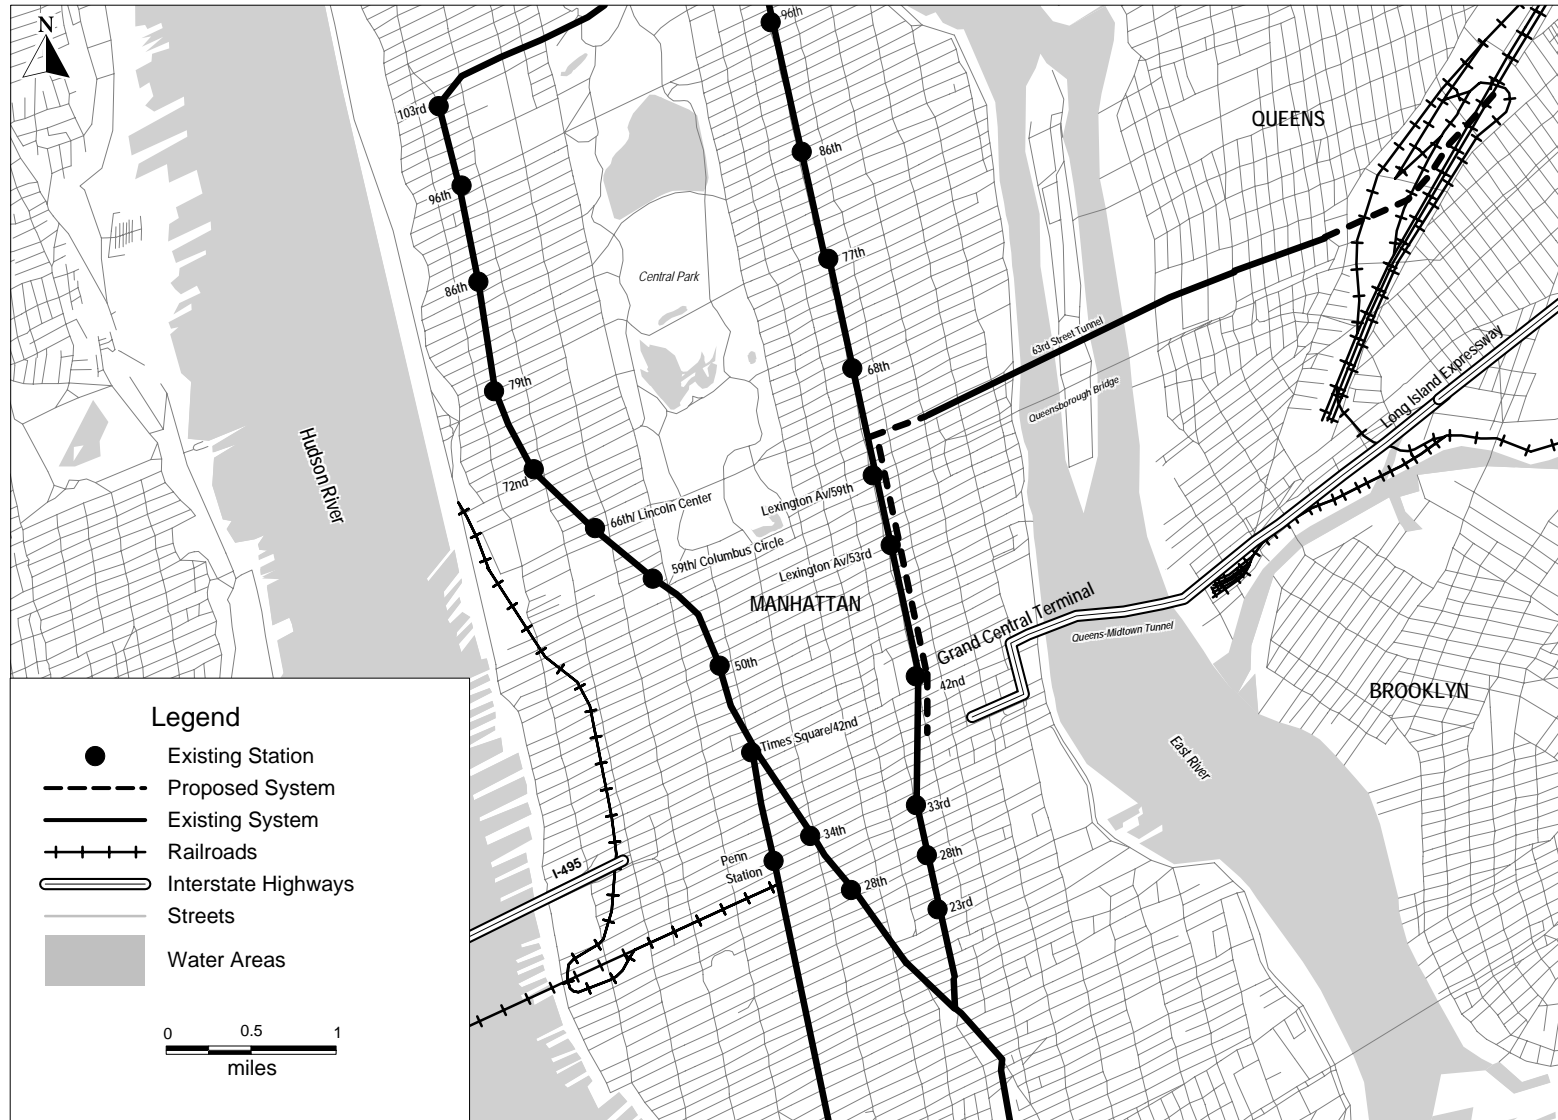 N
96th
103rd
QUEENS
86th
96th
77th
Central Park
86th
63rd Street Tunnel
68th
Long Island Expressway
79th
Queensborough Bridge
Hudson River
72nd
Lexington Av/59th
66th/ Lincoln Center
59th/ Columbus Circle
Lexington Av/53rd
MANHATTAN
Grand Central Terminal
Queens-Midtown Tunnel
50th
42nd
BROOKLYN
Times Square/42nd
East River
33rd
34th
Penn
Station
28th
28th
23rd
I-495
Legend
Existing Station
Proposed System
Existing System
Railroads
Interstate Highways
Streets
Water Areas
0 0.5 1
miles